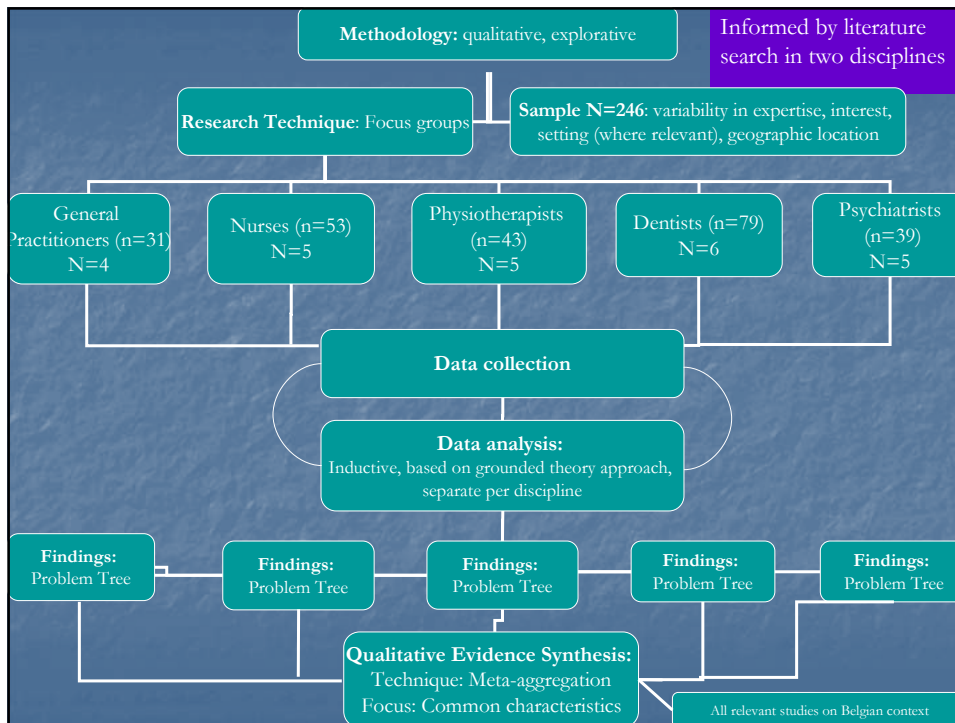 Methodology: qualitative, explorative
Informed by literature
search in two disciplines
Research Technique: Focus groups
Sample N=246: variability in expertise, interest,
setting (where relevant), geographic location
General
Practitioners (n=31)
N=4
Nurses (n=53)
N=5
Physiotherapists
(n=43)
N=5
Dentists (n=79)
N=6
Psychiatrists
(n=39)
N=5
Data collection
Data analysis:
Inductive, based on grounded theory approach,
separate per discipline
Findings:
Problem Tree
Findings:
Problem Tree
Findings:
Problem Tree
Findings:
Problem Tree
Findings:
Problem Tree
Qualitative Evidence Synthesis:
Technique: Meta-aggregation
Focus: Common characteristics
All relevant studies on Belgian context